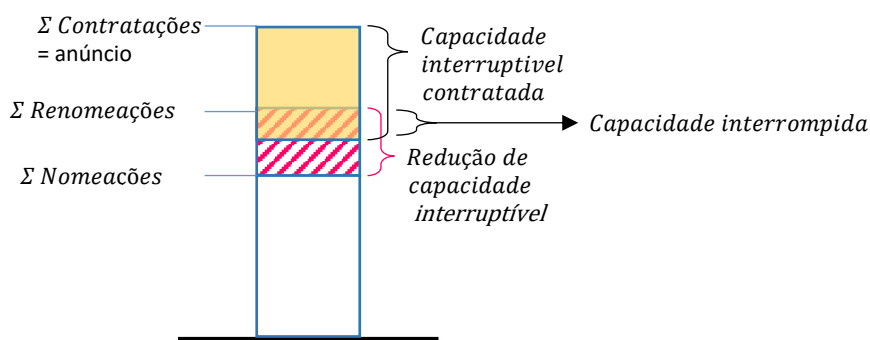 Σ Contratações
= anúncio
Capacidade
interruptivel
contratada
Σ Renomeações
Capacidade interrompida
Redução de
capacidade
interruptível
Σ Nomeacões